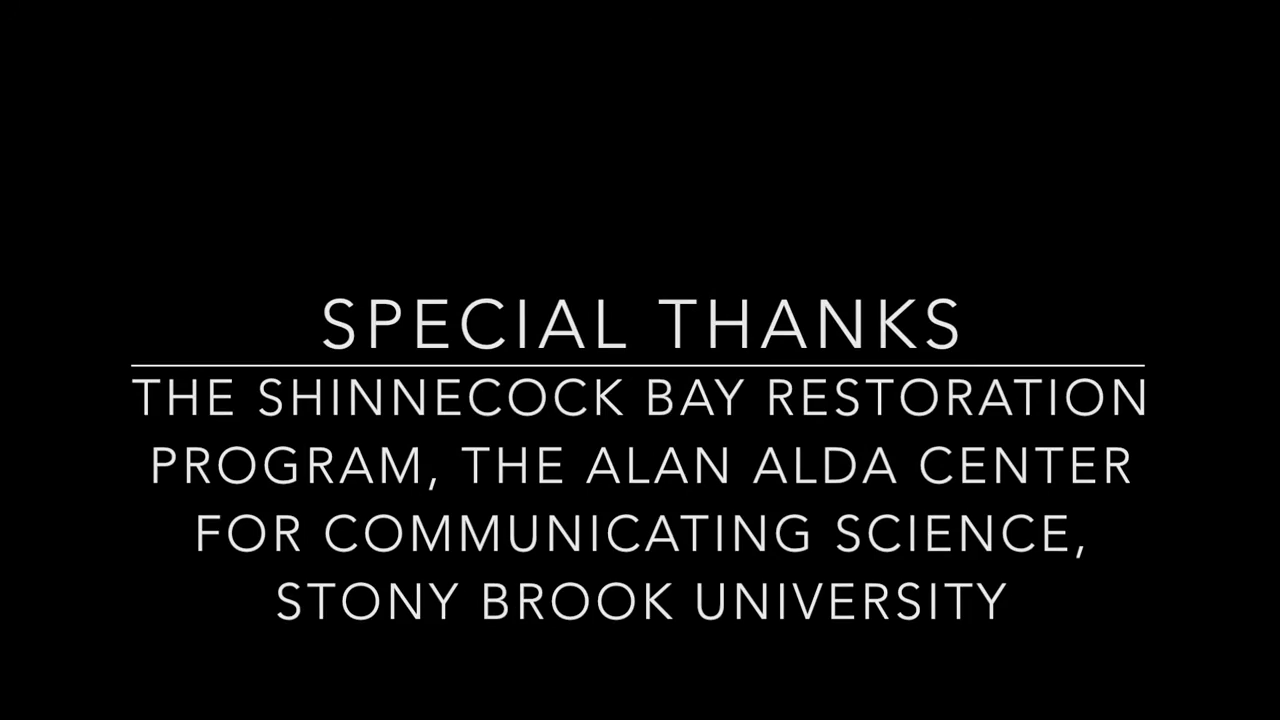 SPECIAL THANKS
THE SHINNECOCK BAY RESTORATION
PROGRAM, THE ALAN ALDA CENTER
FOR COMMUNICATING SCIENCE,
STONY BROOK UNIVERSITY